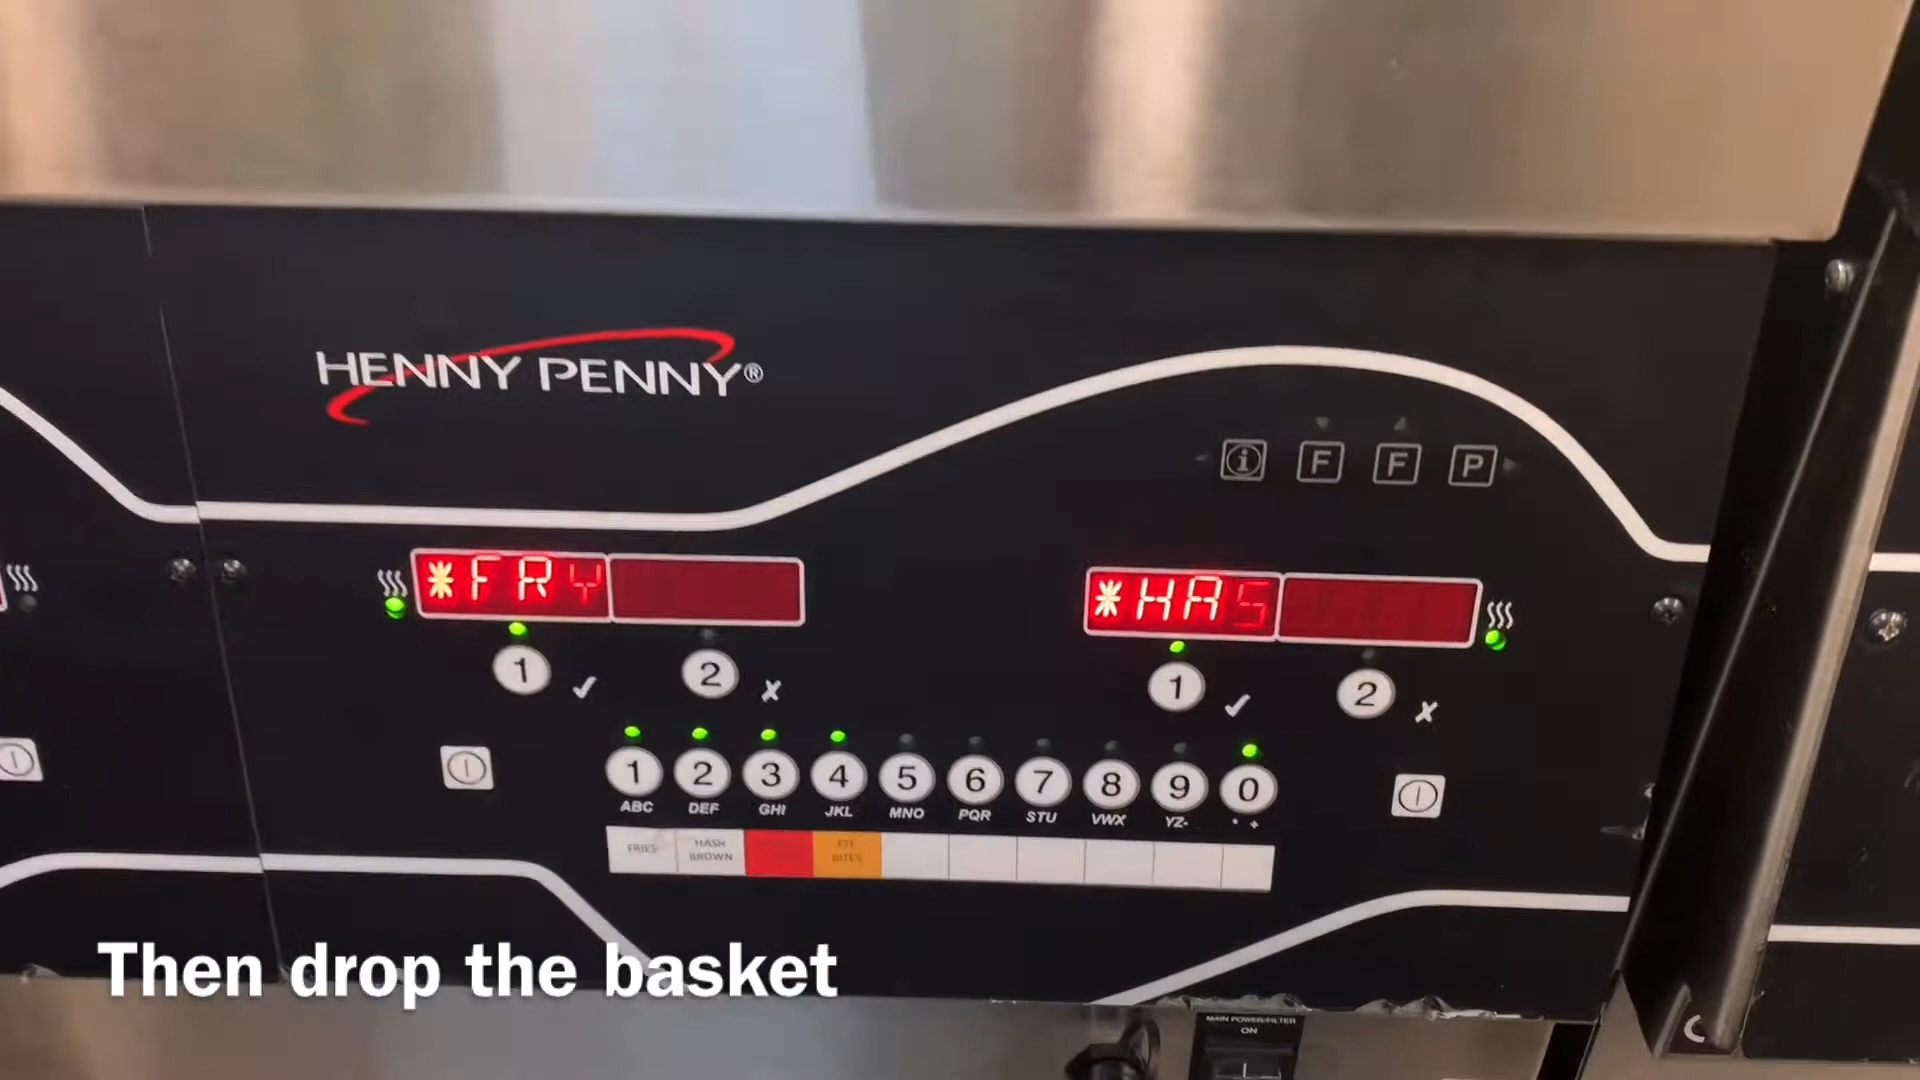 HENNY PENNY®
i F F P
*FRY
*HAS
1 ✓ 2 X
1 ✓ 2 X
1 2 3 4 5 6 7 8 9 0
ABC DEF GHI JKL MNO PQR STU VWX YZ-
FRIES HASH BROWN BITES
Then drop the basket
MAIN POWER/FILTER
ON